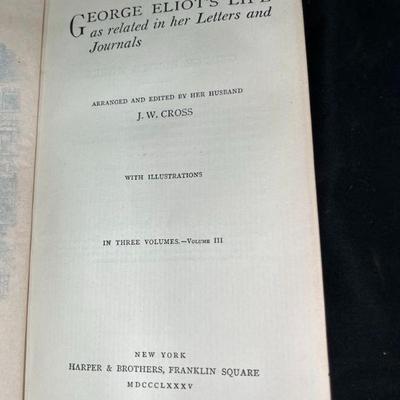 GEORGE ELIOT'S LIFE
as related in her Letters and
Journals
ARRANGED AND EDITED BY HER HUSBAND
J. W. CROSS
WITH ILLUSTRATIONS
IN THREE VOLUMES.—VOLUME III
NEW YORK
HARPER & BROTHERS, FRANKLIN SQUARE
MDCCCLXXXV